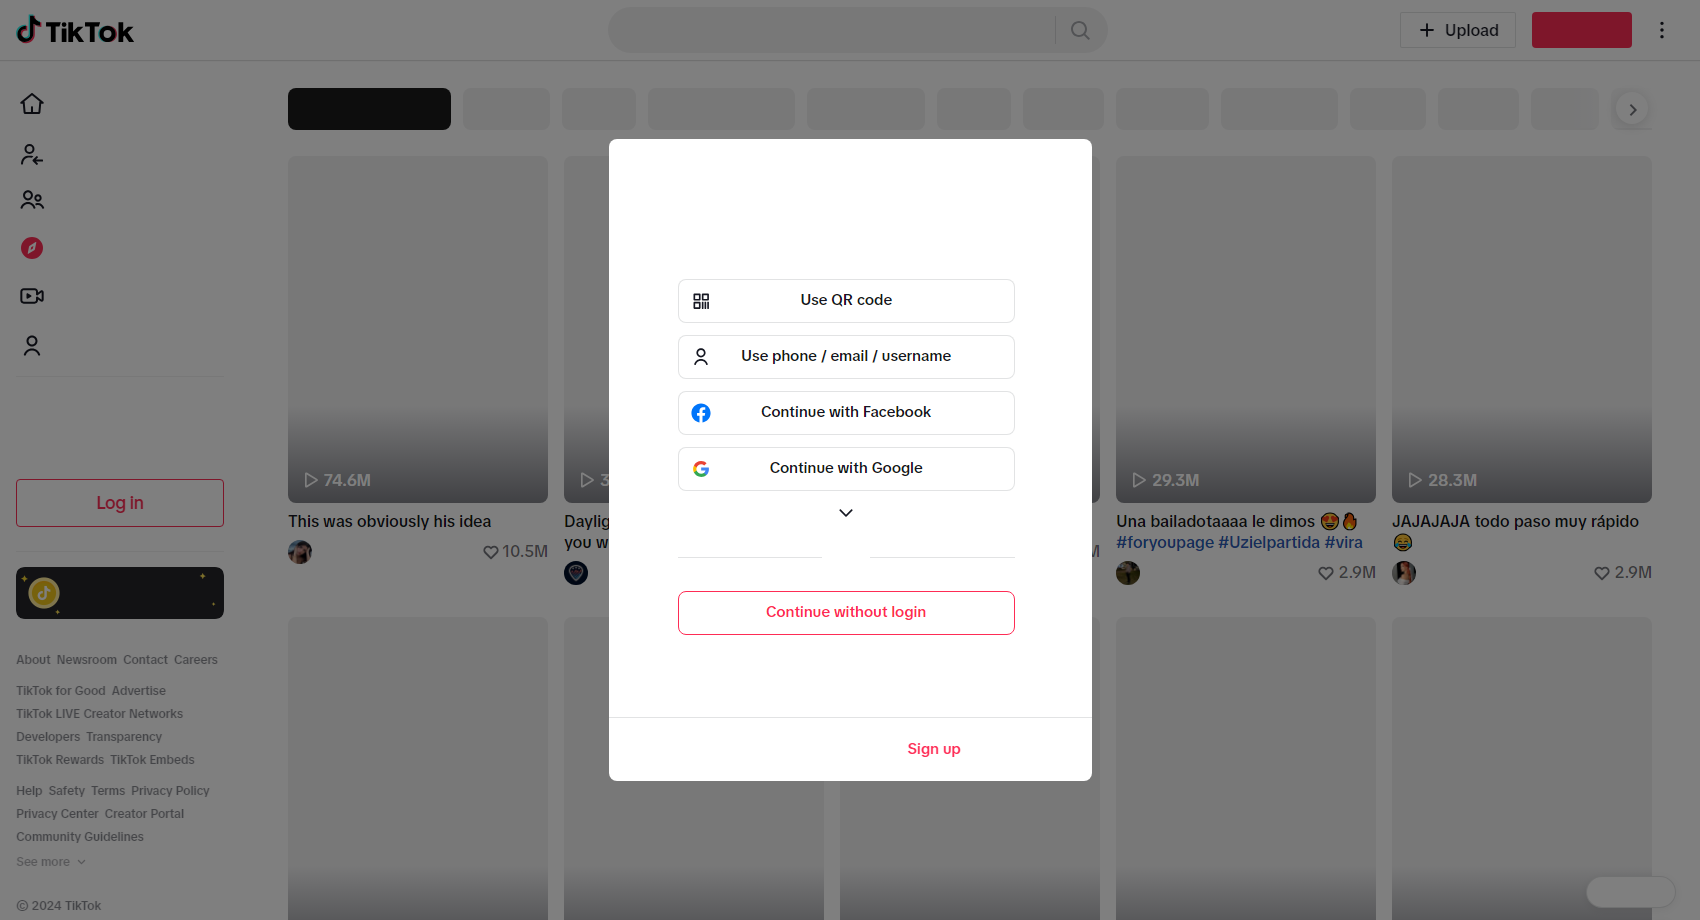 TikTok
Upload
Log in
About Newsroom Contact Careers
TikTok for Good Advertise
TikTok LIVE Creator Networks
Developers Transparency
TikTok Rewards TikTok Embeds
Help Safety Terms Privacy Policy
Privacy Center Creator Portal
Community Guidelines
See more
© 2024 TikTok
74.6M
This was obviously his idea
10.5M
3
Daylig
you w
M
29.3M
Una bailadotaaaa le dimos 😍🔥
#foryoupage #Uzielpartida #vira
2.9M
28.3M
JAJAJAJA todo paso muy rápido
😂
2.9M
Use QR code
Use phone / email / username
Continue with Facebook
Continue with Google
Continue without login
Sign up